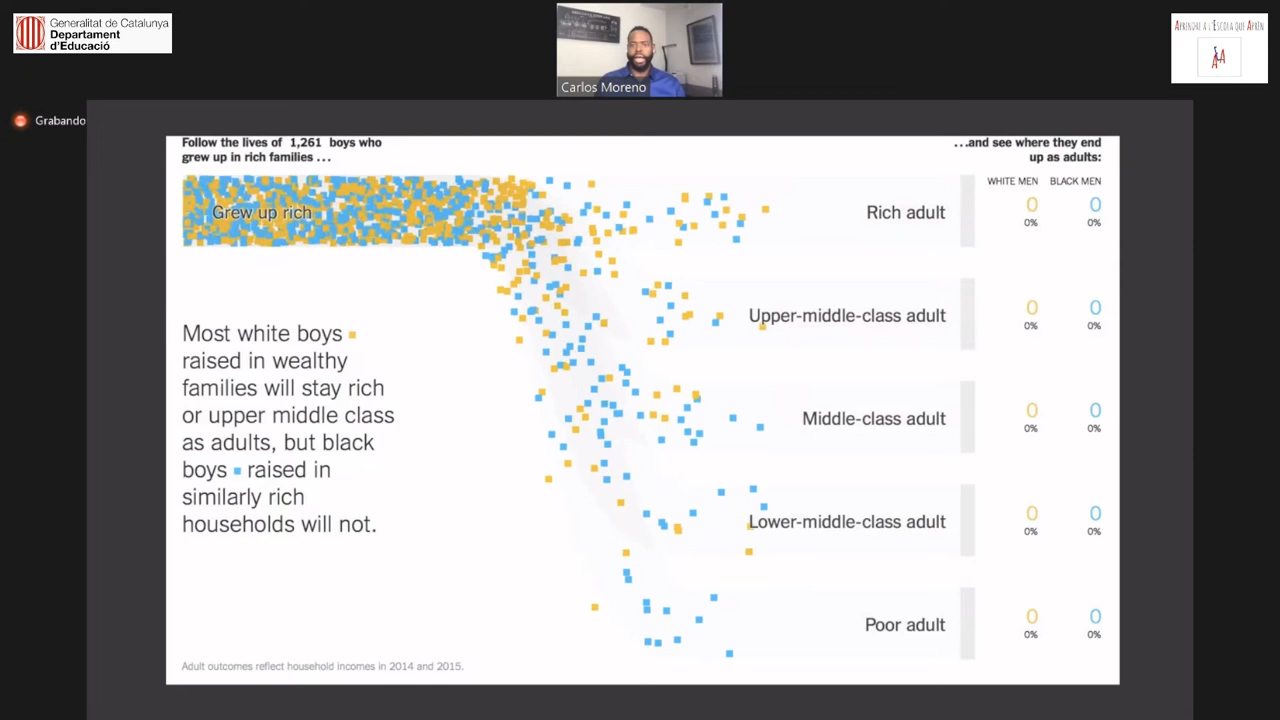 Generalitat de Catalunya
Departament
d'Educació
Carlos Moreno
APRENDRE A L'ESCOLA QUE APRÈN
Grabando
Follow the lives of 1,261 boys who
grew up in rich families ...
...and see where they end
up as adults:
WHITE MEN BLACK MEN
Grew up rich
Rich adult
0 0
0% 0%
Upper-middle-class adult
0 0
0% 0%
Most white boys
raised in wealthy
families will stay rich
or upper middle class
as adults, but black
boys raised in
similarly rich
households will not.
Middle-class adult
0 0
0% 0%
Lower-middle-class adult
0 0
0% 0%
Poor adult
0 0
0% 0%
Adult outcomes reflect household incomes in 2014 and 2015.